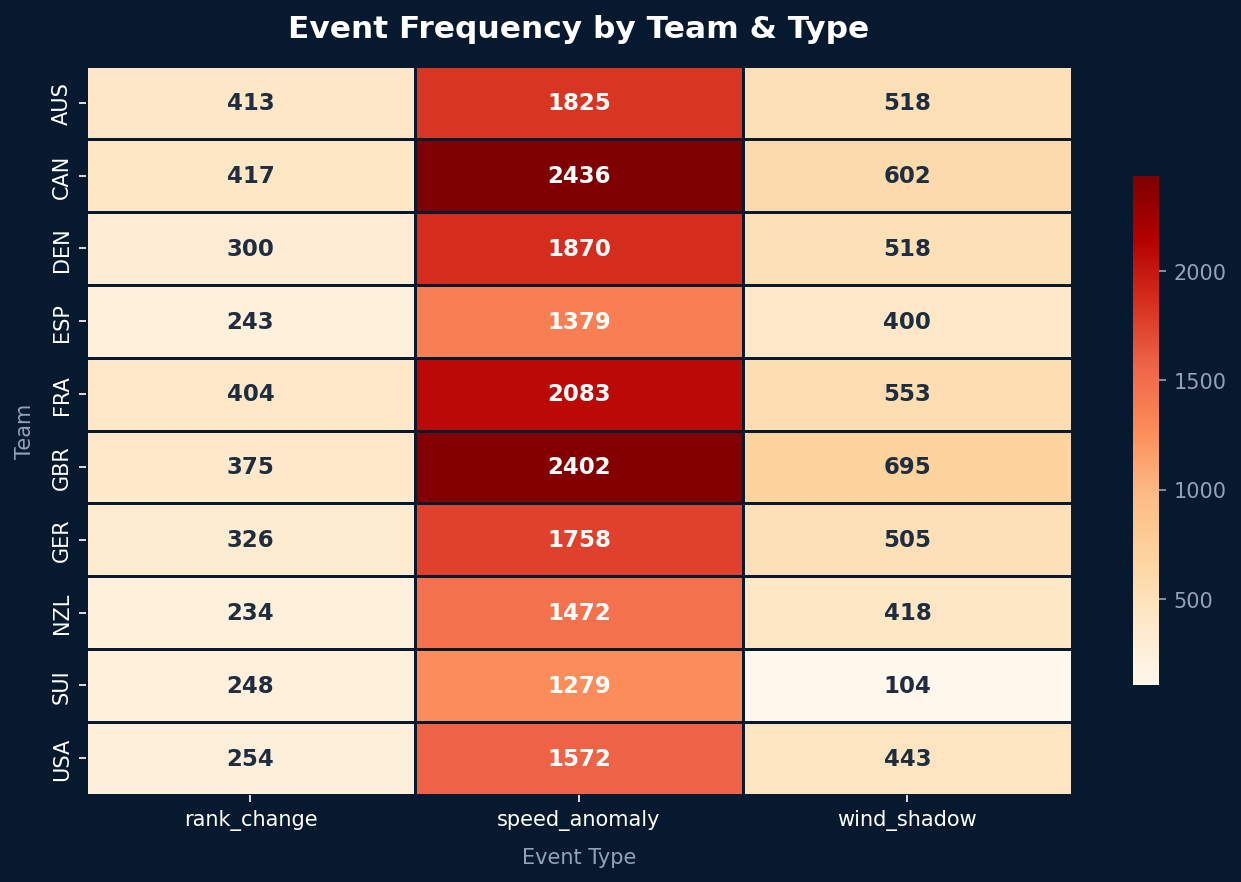 Event Frequency by Team & Type
AUS 413 1825 518
CAN 417 2436 602
DEN 300 1870 518
ESP 243 1379 400
FRA 404 2083 553
GBR 375 2402 695
GER 326 1758 505
NZL 234 1472 418
SUI 248 1279 104
USA 254 1572 443
rank_change speed_anomaly wind_shadow
Event Type
Team
2000
1500
1000
500